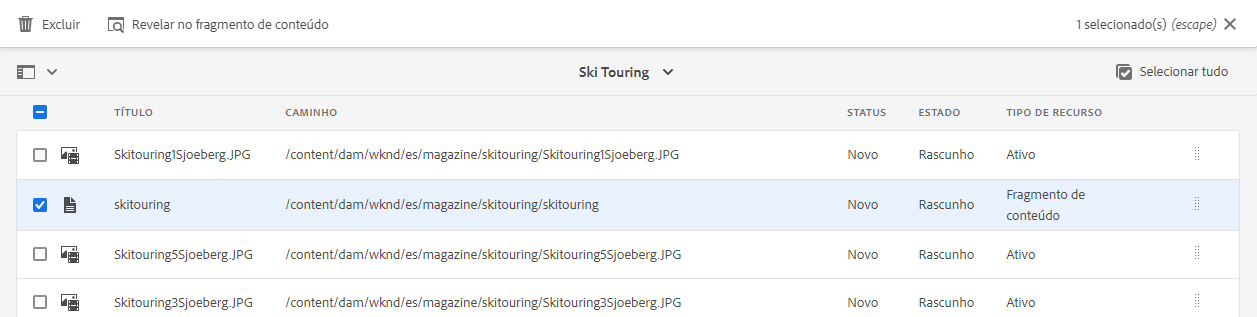 Excluir Revelar no fragmento de conteúdo 1 selecionado(s) (escape)
Ski Touring Selecionar tudo
TÍTULO CAMINHO STATUS ESTADO TIPO DE RECURSO
Skitouring1Sjoeberg.JPG /content/dam/wknd/es/magazine/skitouring/Skitouring1Sjoeberg.JPG Novo Rascunho Ativo
skitouring /content/dam/wknd/es/magazine/skitouring/skitouring Novo Rascunho Fragmento de
conteúdo
Skitouring5Sjoeberg.JPG /content/dam/wknd/es/magazine/skitouring/Skitouring5Sjoeberg.JPG Novo Rascunho Ativo
Skitouring3Sjoeberg.JPG /content/dam/wknd/es/magazine/skitouring/Skitouring3Sjoeberg.JPG Novo Rascunho Ativo